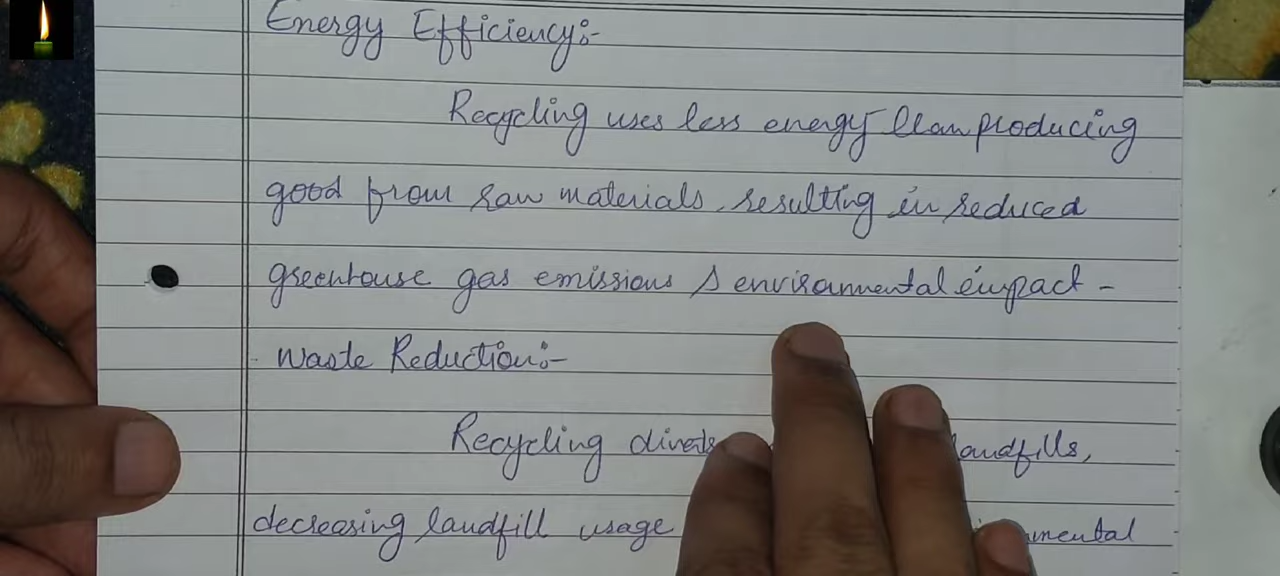 Energy Efficiency:-
Recycling uses less energy than producing
good from raw materials, resulting in reduced
greenhouse gas emissions & environmental impact -
Waste Reduction:-
Recycling diverts landfills,
decreasing landfill usage